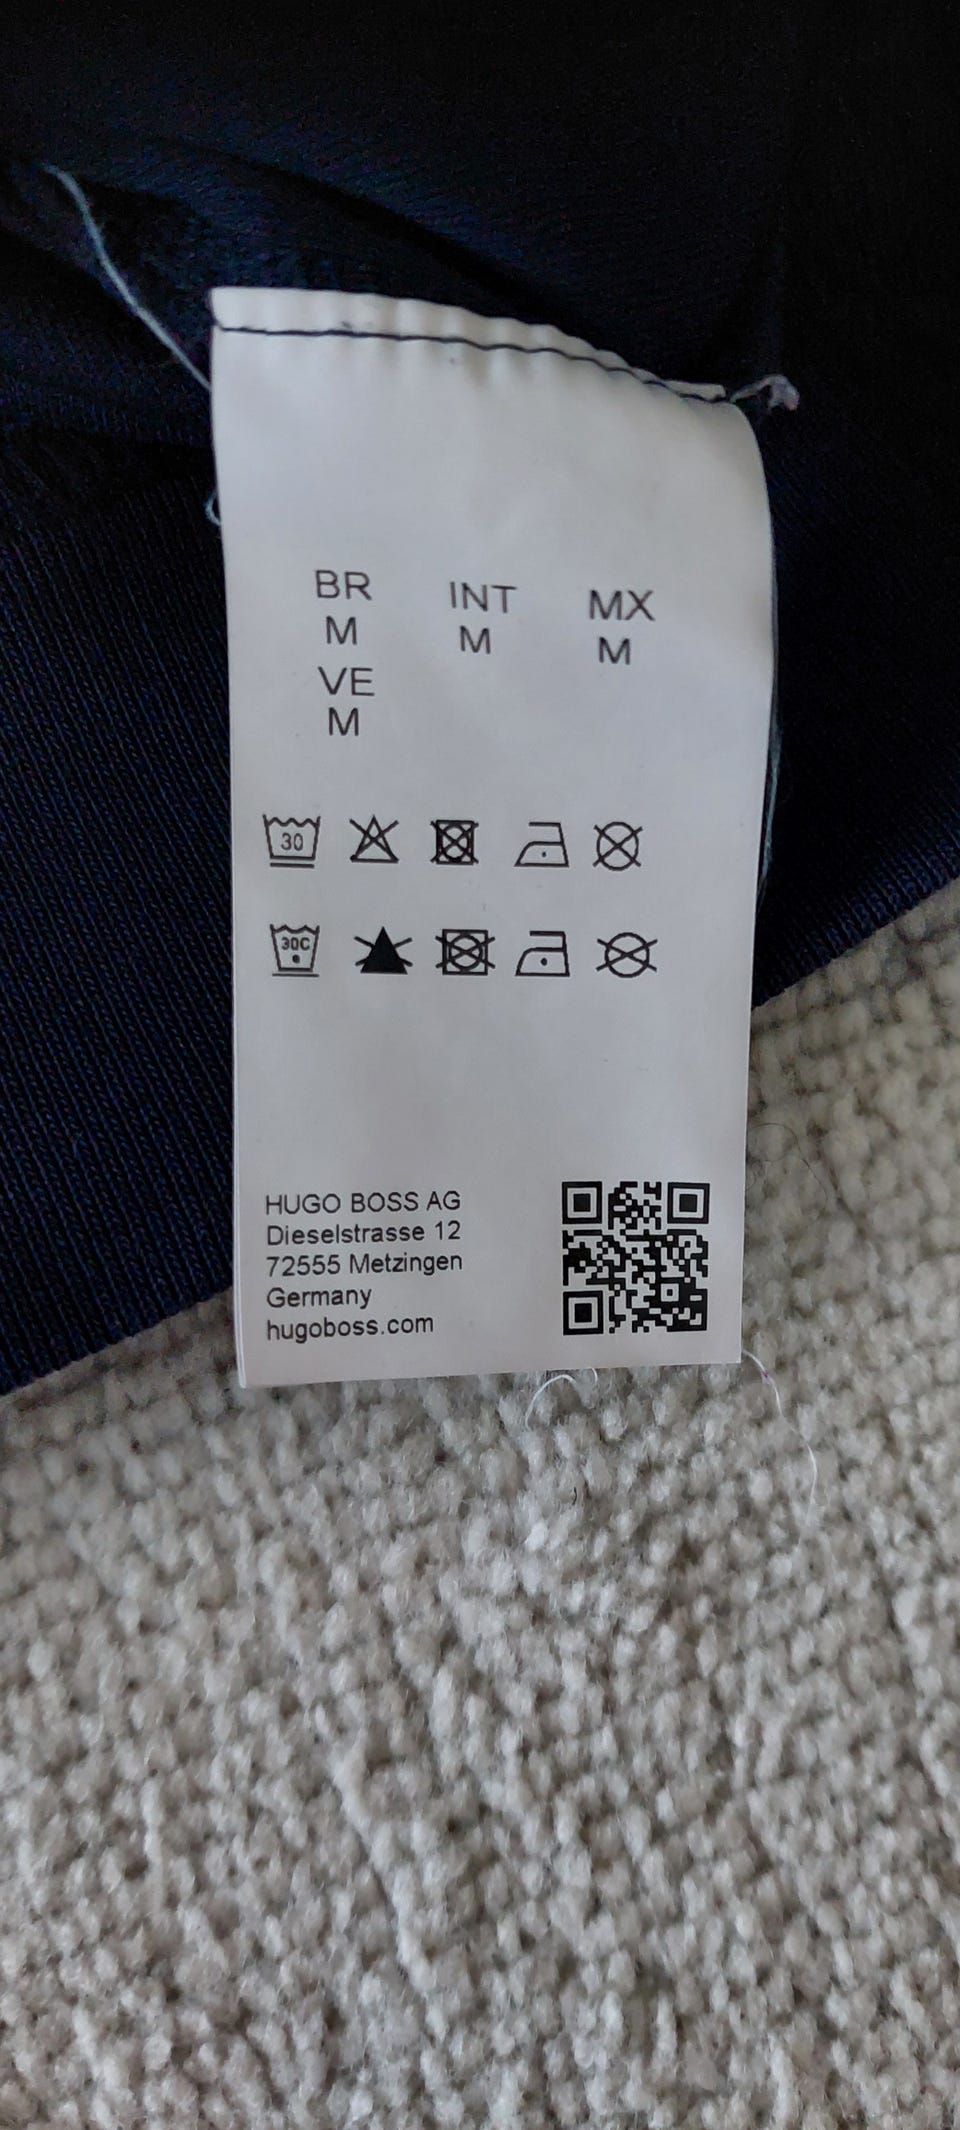 BR INT MX
M M M
VE
M
30
30C
HUGO BOSS AG
Dieselstrasse 12
72555 Metzingen
Germany
hugoboss.com